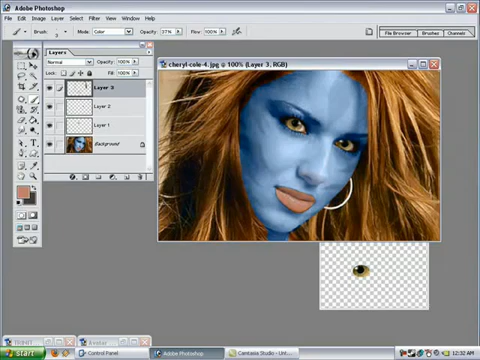 Adobe Photoshop
File Edit Image Layer Select Filter View Window Help
Brush: Mode: Color Opacity: 37% Flow: 100% File Browser Brushes
Layers
Normal Opacity: 100%
Lock: Fill: 100%
Layer 3
Layer 2
Layer 1
Background
cheryl-cole-4.jpg @ 100% (Layer 3, RGB)
Avatar
start Control Panel Adobe Photoshop Camtasia Studio - Unt... 12:32 AM